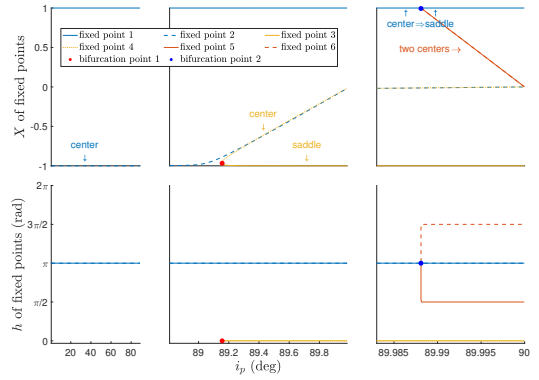 X of fixed points
1
0.5
0
-0.5
-1
fixed point 1
fixed point 2
fixed point 3
fixed point 4
fixed point 5
fixed point 6
bifurcation point 1
bifurcation point 2
center
↓
center
↓
saddle
↓
↑ ↑
center⇒saddle
two centers→
h of fixed points (rad)
2π
3π/2
π
π/2
0
20 40 60 80
89 89.2 89.4 89.6 89.8
89.985 89.99 89.995 90
i_p (deg)